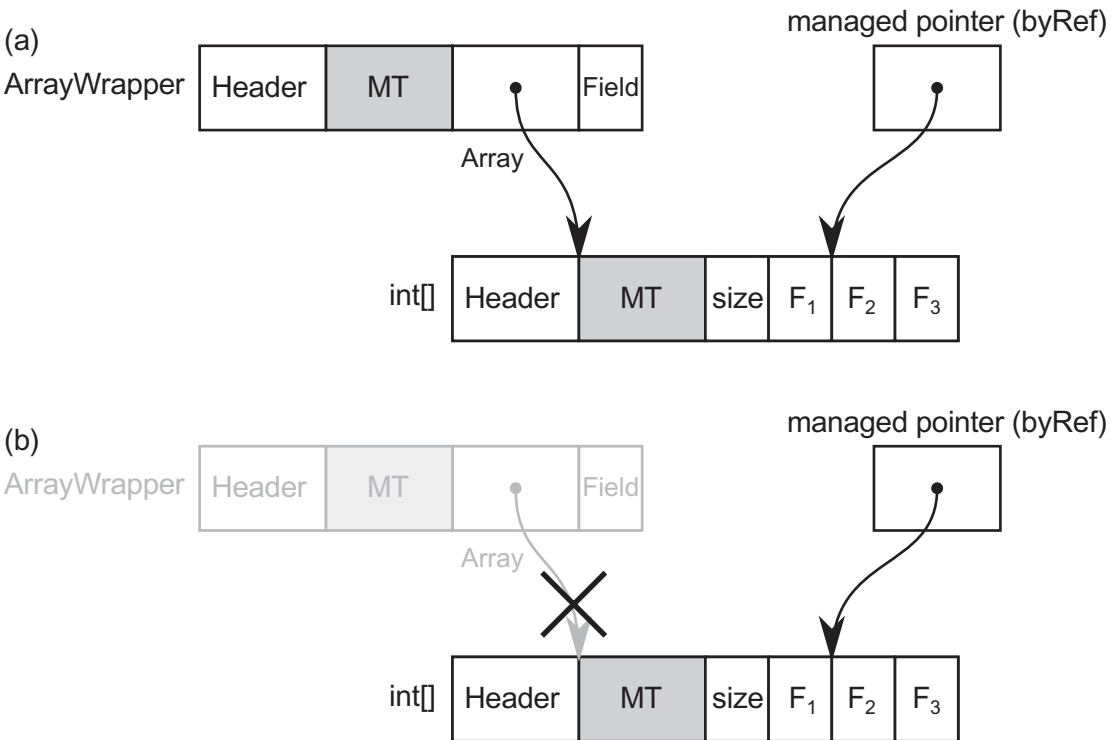 managed pointer (byRef)
(a)
ArrayWrapper Header MT Field
Array
int[] Header MT size F₁ F₂ F₃
managed pointer (byRef)
(b)
ArrayWrapper Header MT Field
Array
int[] Header MT size F₁ F₂ F₃